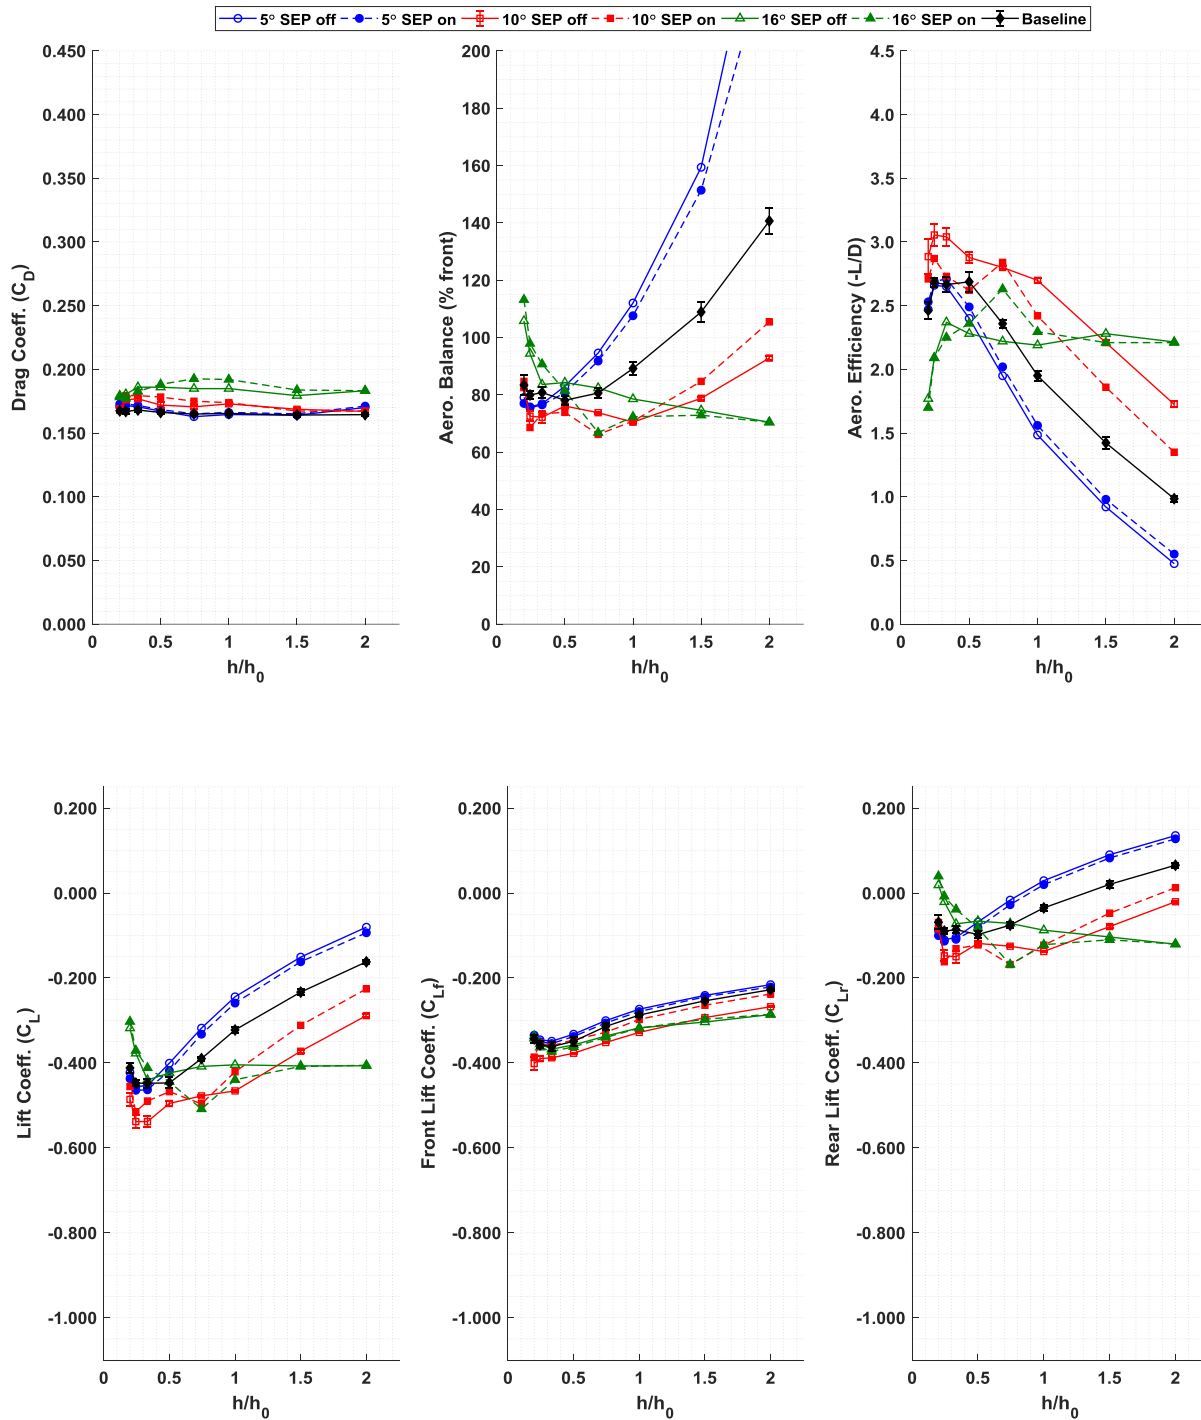 5° SEP off 5° SEP on 10° SEP off 10° SEP on 16° SEP off 16° SEP on Baseline
Drag Coeff. (C_D)
0.450
0.400
0.350
0.300
0.250
0.200
0.150
0.100
0.050
0.000
0 0.5 1 1.5 2
h/h_0
Aero. Balance (% front)
200
180
160
140
120
100
80
60
40
20
0
0 0.5 1 1.5 2
h/h_0
Aero. Efficiency (-L/D)
4.5
4.0
3.5
3.0
2.5
2.0
1.5
1.0
0.5
0.0
0 0.5 1 1.5 2
h/h_0
Lift Coeff. (C_L)
0.200
0.000
-0.200
-0.400
-0.600
-0.800
-1.000
0 0.5 1 1.5 2
h/h_0
Front Lift Coeff. (C_Lf)
0.200
0.000
-0.200
-0.400
-0.600
-0.800
-1.000
0 0.5 1 1.5 2
h/h_0
Rear Lift Coeff. (C_Lr)
0.200
0.000
-0.200
-0.400
-0.600
-0.800
-1.000
0 0.5 1 1.5 2
h/h_0